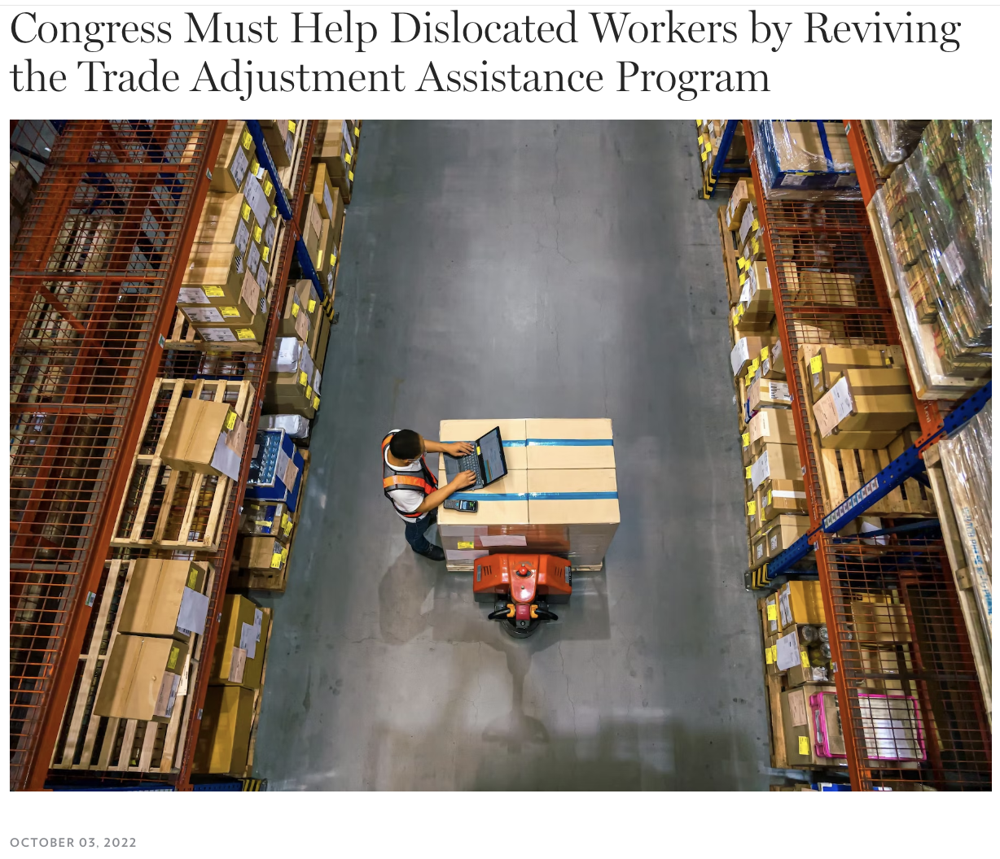 Congress Must Help Dislocated Workers by Reviving
the Trade Adjustment Assistance Program
OCTOBER 03, 2022